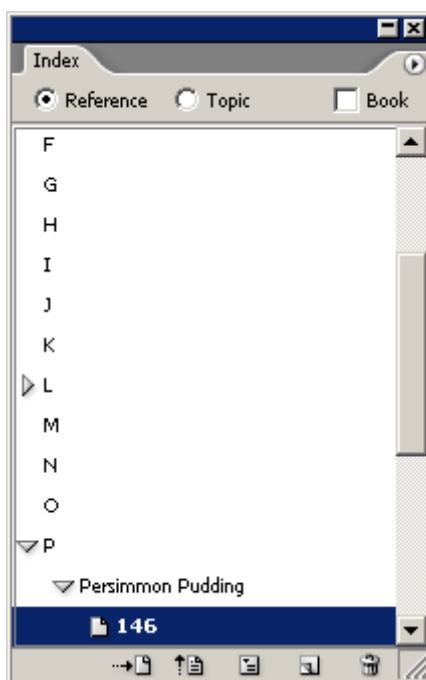 Index
Reference Topic Book
F
G
H
I
J
K
L
M
N
O
P
Persimmon Pudding
146